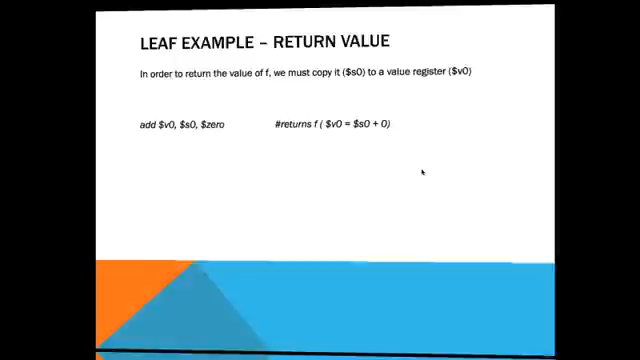 LEAF EXAMPLE – RETURN VALUE
In order to return the value of f, we must copy it ($s0) to a value register ($v0)
add $v0, $s0, $zero #returns f ( $v0 = $s0 + 0)